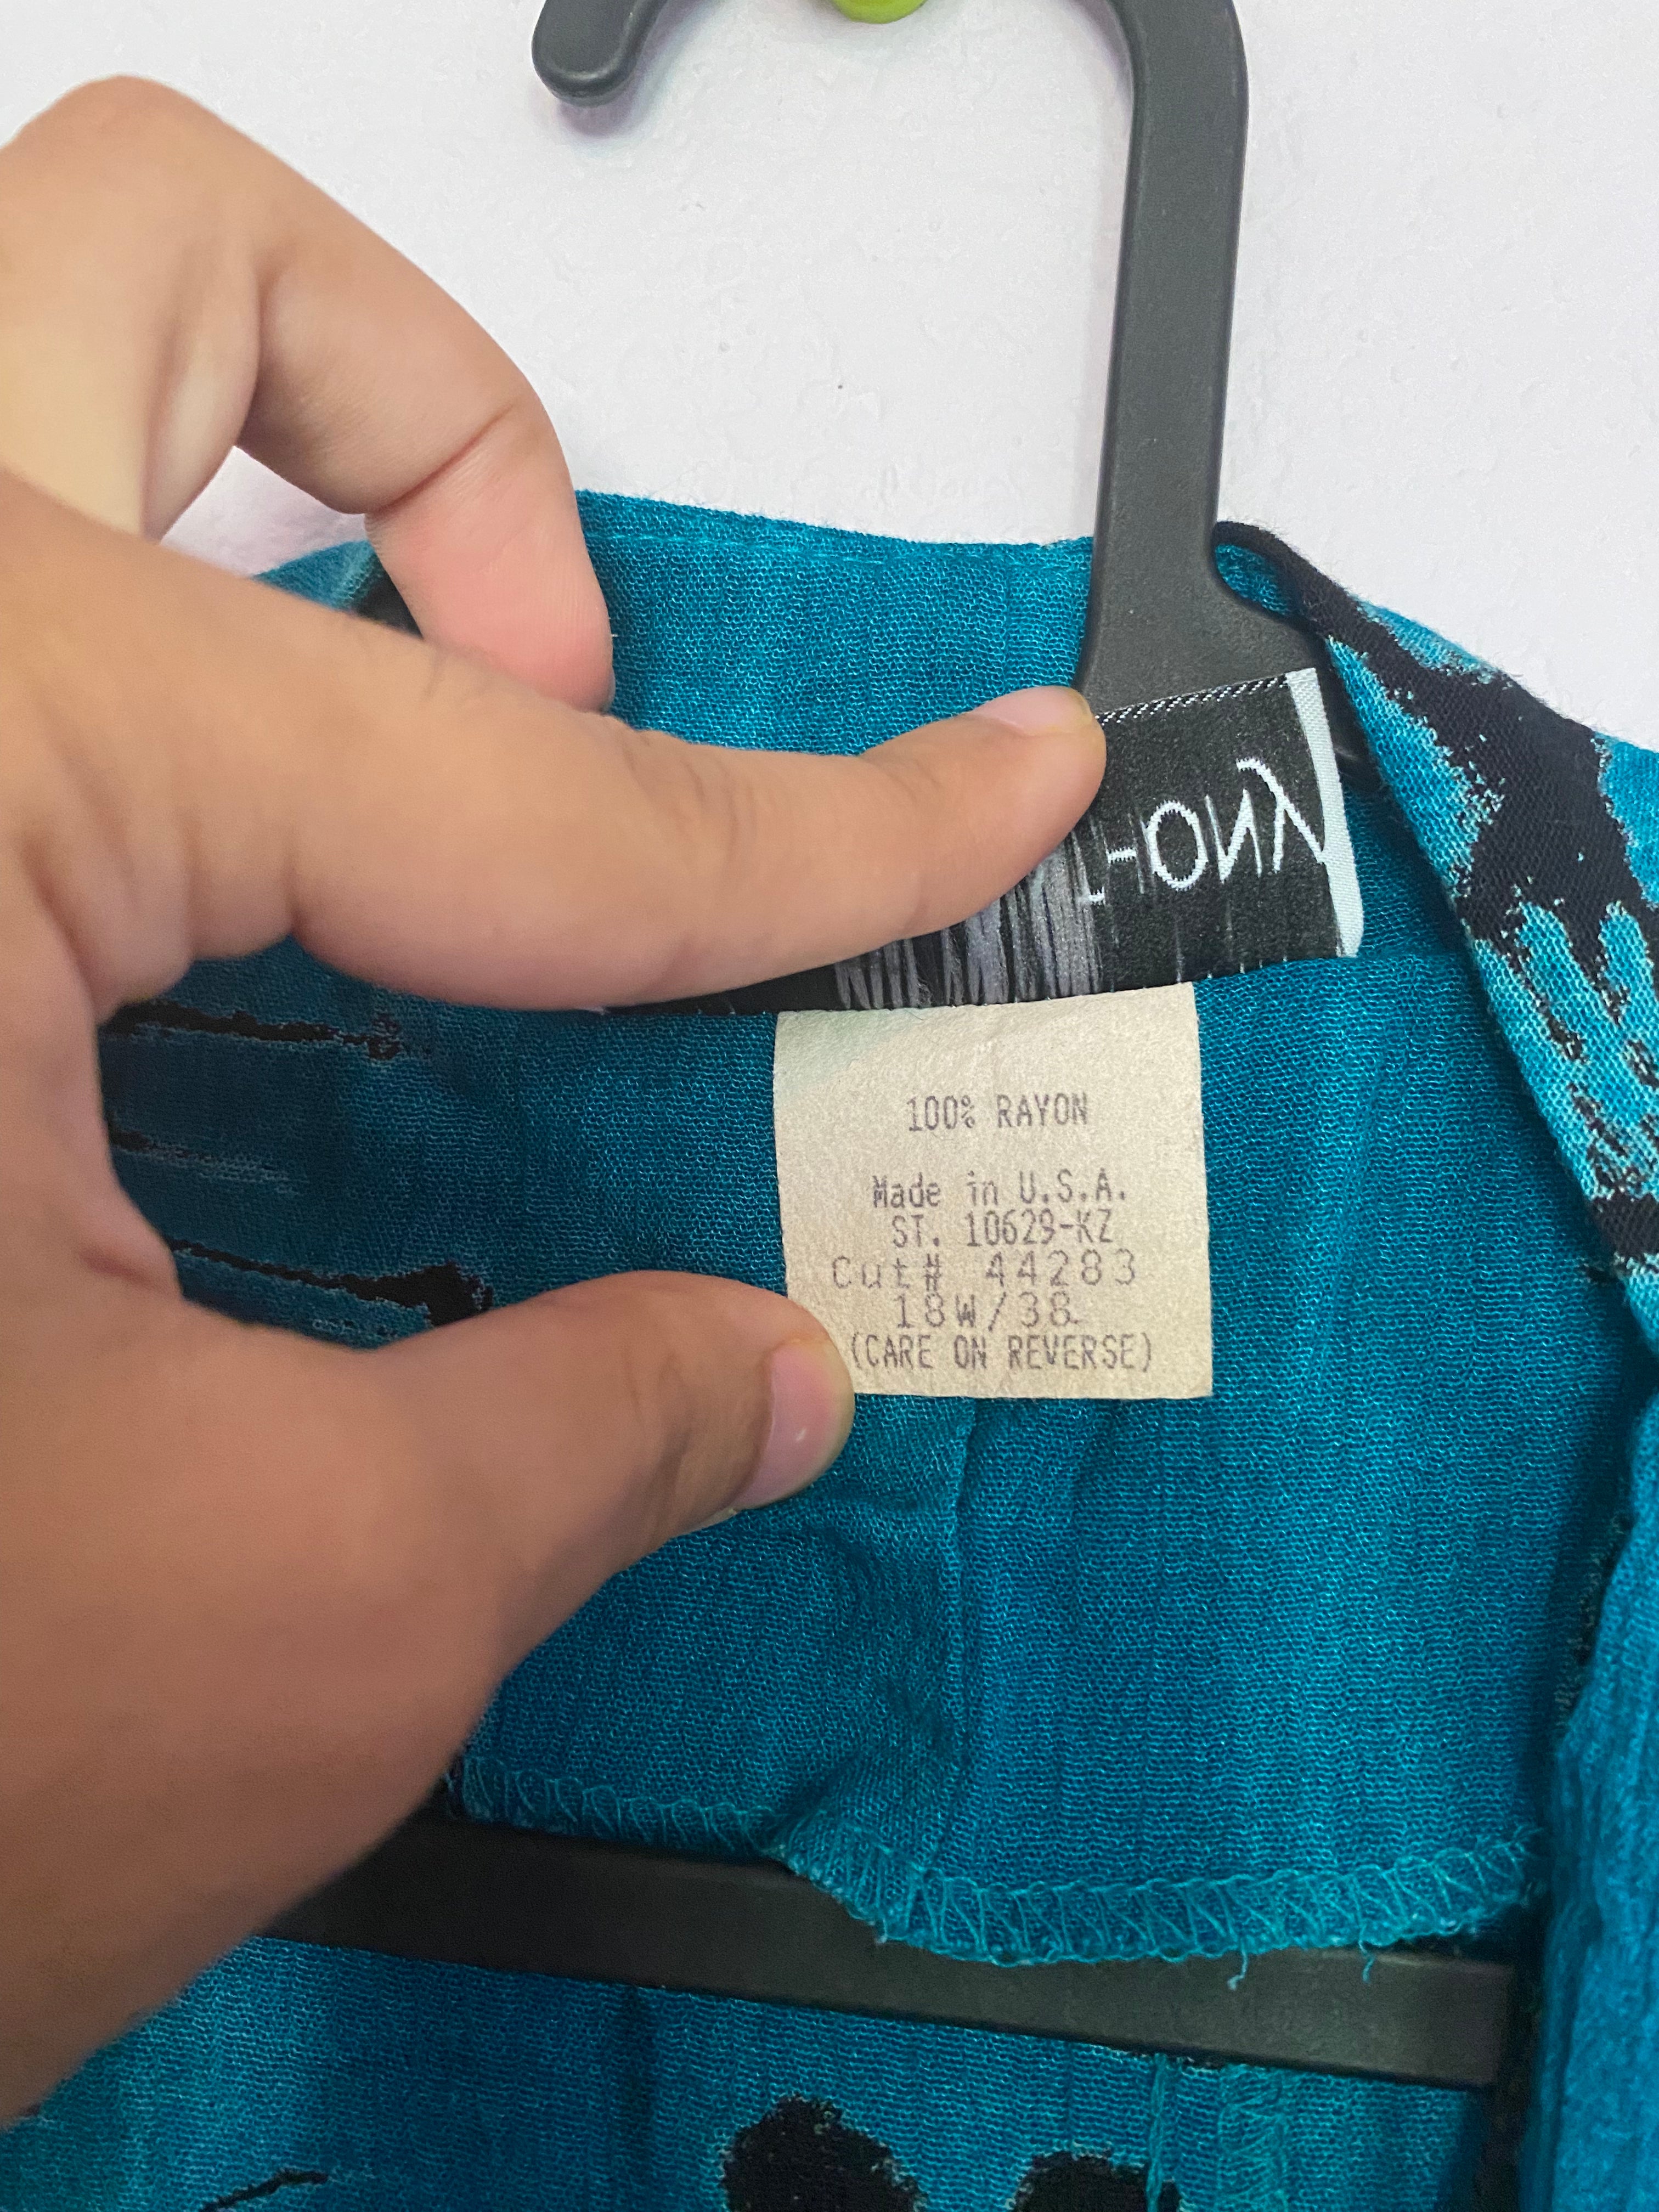 100% RAYON
Made in U.S.A.
ST. 10629-KZ
Cut# 44283
18W/38
(CARE ON REVERSE)